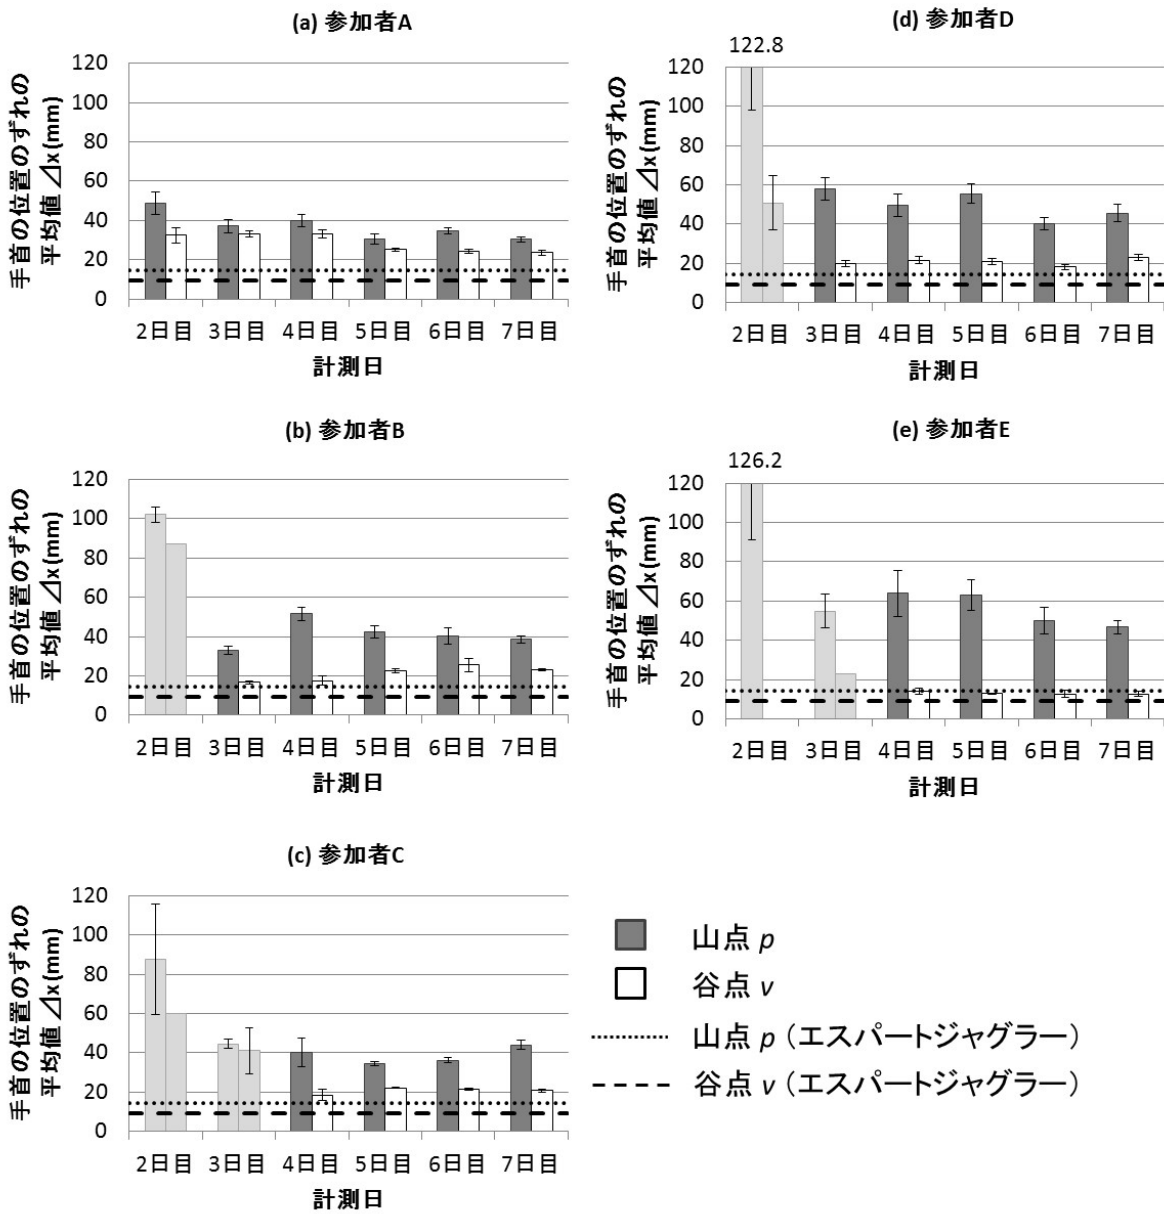 (a) 参加者A
手首の位置のずれの
平均値 ⊿x(mm)
120
100
80
60
40
20
0
2日目 3日目 4日目 5日目 6日目 7日目
計測日
(b) 参加者B
手首の位置のずれの
平均値 ⊿x(mm)
120
100
80
60
40
20
0
2日目 3日目 4日目 5日目 6日目 7日目
計測日
(c) 参加者C
手首の位置のずれの
平均値 ⊿x(mm)
120
100
80
60
40
20
0
2日目 3日目 4日目 5日目 6日目 7日目
計測日
(d) 参加者D
122.8
手首の位置のずれの
平均値 ⊿x(mm)
120
100
80
60
40
20
0
2日目 3日目 4日目 5日目 6日目 7日目
計測日
(e) 参加者E
126.2
手首の位置のずれの
平均値 ⊿x(mm)
120
100
80
60
40
20
0
2日目 3日目 4日目 5日目 6日目 7日目
計測日
山点 p
谷点 v
山点 p（エスパートジャグラー）
谷点 v（エスパートジャグラー）